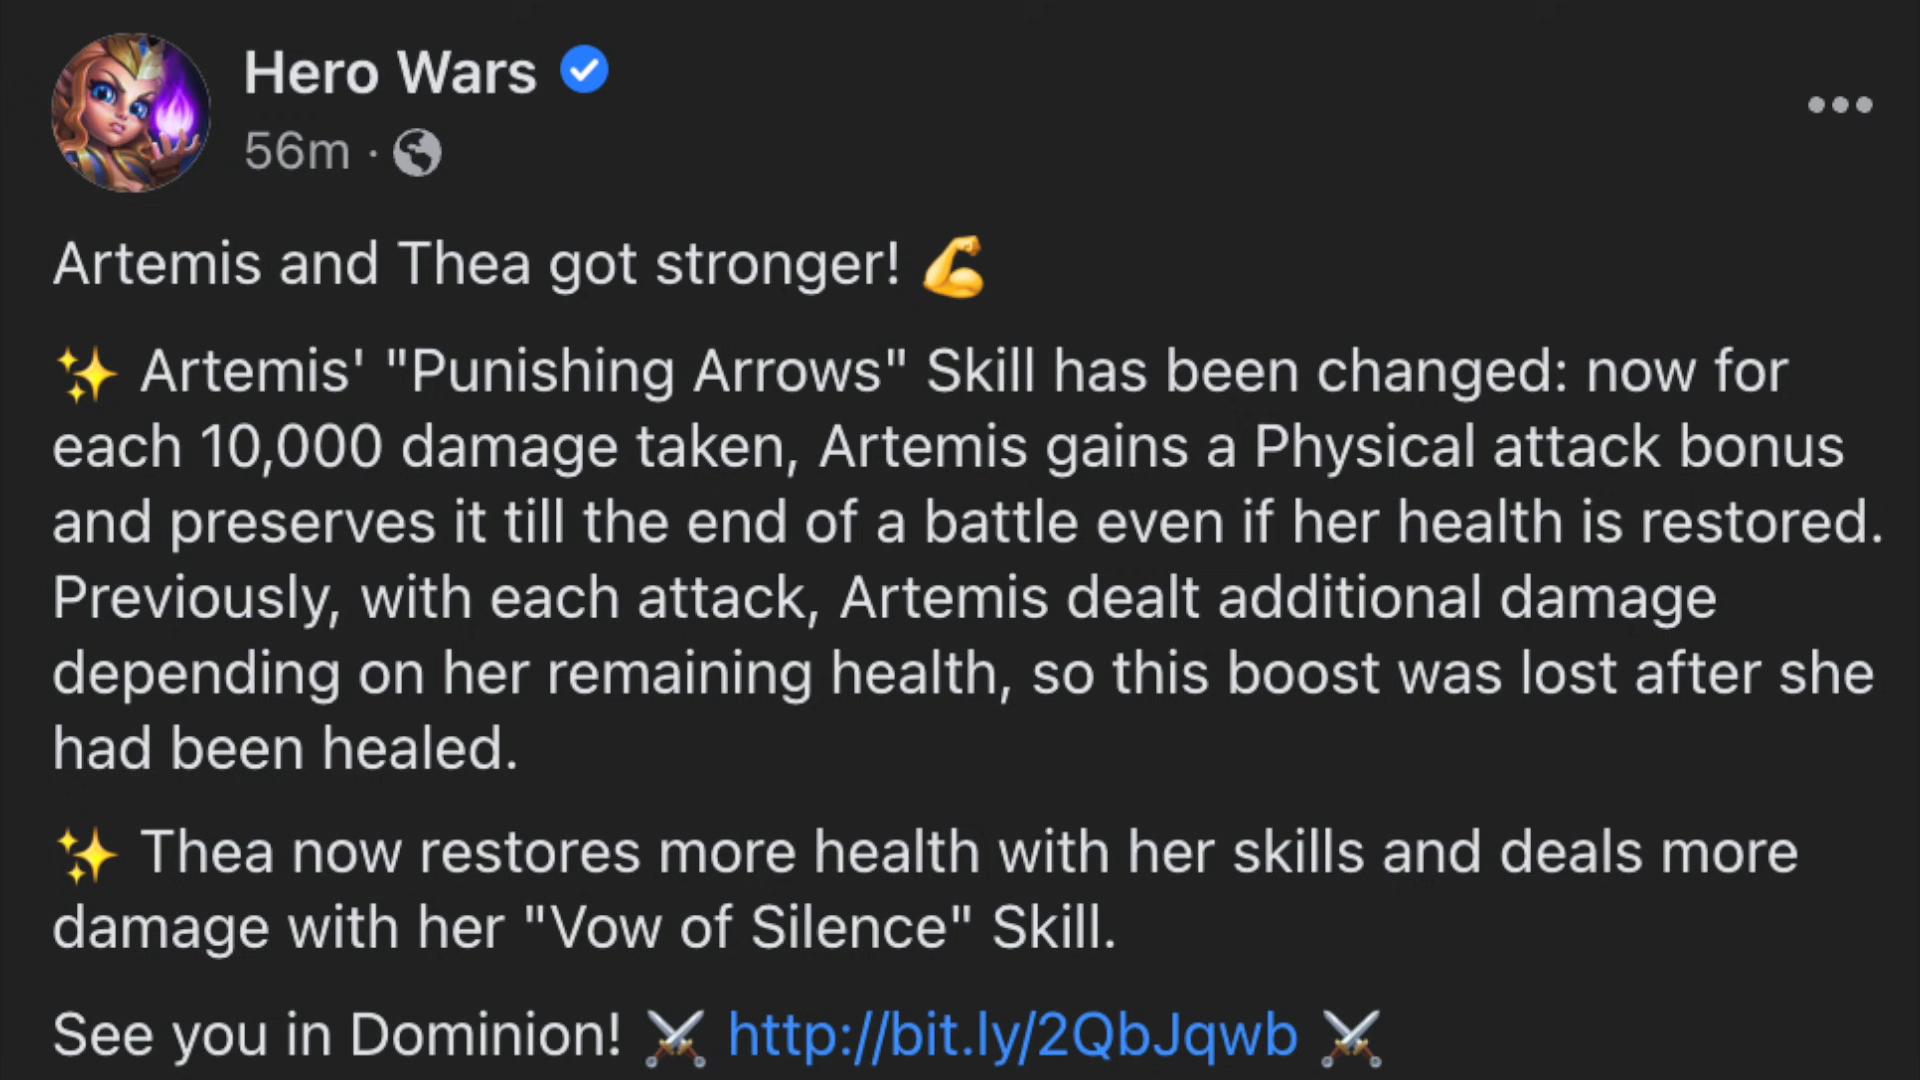 Hero Wars
56m ·
Artemis and Thea got stronger! 💪
✨ Artemis' "Punishing Arrows" Skill has been changed: now for
each 10,000 damage taken, Artemis gains a Physical attack bonus
and preserves it till the end of a battle even if her health is restored.
Previously, with each attack, Artemis dealt additional damage
depending on her remaining health, so this boost was lost after she
had been healed.
✨ Thea now restores more health with her skills and deals more
damage with her "Vow of Silence" Skill.
See you in Dominion! ⚔️ http://bit.ly/2QbJqwb ⚔️